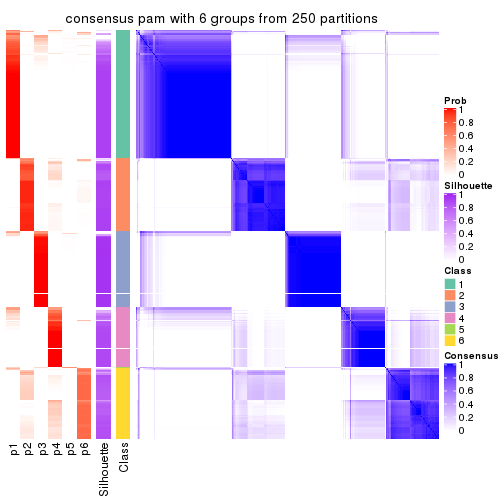 consensus pam with 6 groups from 250 partitions
Prob
1
0.8
0.6
0.4
0.2
0
Silhouette
1
0.8
0.6
0.4
0.2
0
Class
1
2
3
4
5
6
Consensus
1
0.8
0.6
0.4
0.2
0
p1
p2
p3
p4
p5
p6
Silhouette
Class